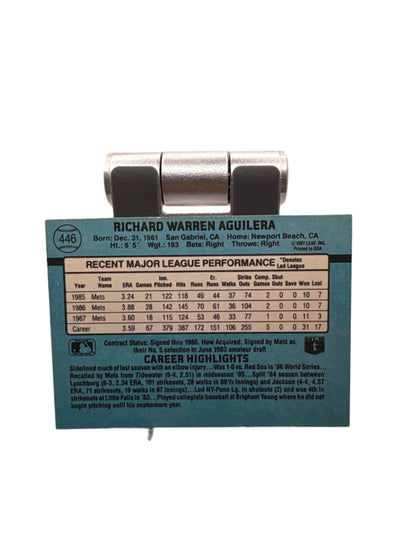 446
RICHARD WARREN AGUILERA
Born: Dec. 31, 1961 San Gabriel, CA Home: Newport Beach, CA
Ht.: 6' 5" Wgt.: 193 Bats: Right Throws: Right
©1987 LEAF, INC.
Printed in USA
RECENT MAJOR LEAGUE PERFORMANCE *Denotes Led League
Year Team Name ERA Games Inn. Pitched Hits Runs Er. Runs Walks Strike Outs Comp. Games Shut Outs Save Won Lost
1985 Mets 3.24 21 122 118 49 44 37 74 2 0 0 10 7
1986 Mets 3.88 28 142 145 70 61 36 104 2 0 0 10 7
1987 Mets 3.60 18 115 124 53 46 33 77 1 0 0 11 3
Career 3.59 67 379 387 172 151 106 255 5 0 0 31 17
Contract Status: Signed thru 1988. How Acquired: Signed by Mets as
their No. 5 selection in June 1983 amateur draft
CAREER HIGHLIGHTS
Sidelined much of last season with an elbow injury... Was 1-0 vs. Red Sox in '86 World Series...
Recalled by Mets from Tidewater (6-4, 2.51) in midseason '85... Split '84 season between
Lynchburg (8-3, 2.34 ERA, 101 strikeouts, 28 walks in 88⅓ innings) and Jackson (4-4, 4.57
ERA, 71 strikeouts, 19 walks in 67 innings)... Led NY-Penn Lg. in shutouts (2) and was 4th in
strikeouts at Little Falls in '83... Played collegiate baseball at Brigham Young where he did not
begin pitching until his sophomore year.